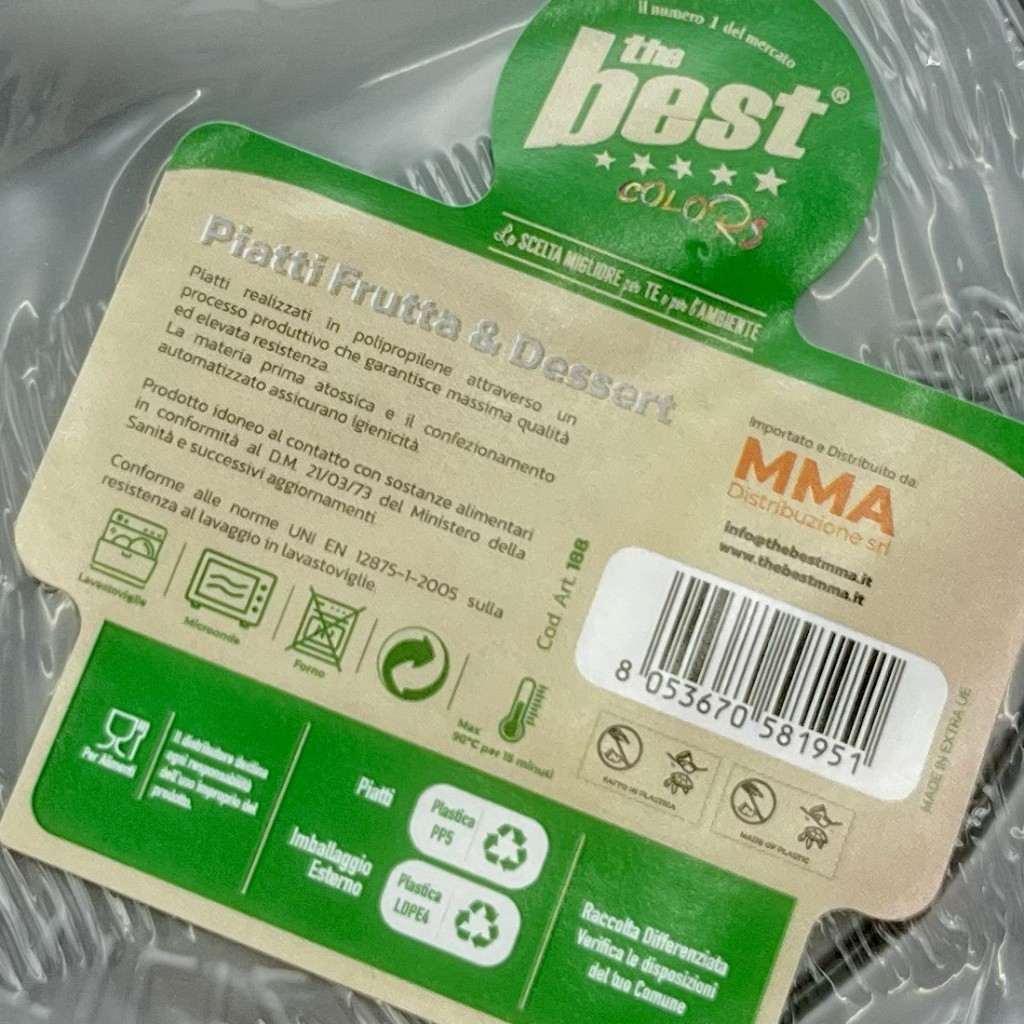 il numero 1 del mercato
the
best®
COLORS
La SCELTA MIGLIORE per TE e per l'AMBIENTE
Piatti Frutta & Dessert
Piatti realizzati in polipropilene attraverso un
processo produttivo che garantisce massima qualità
ed elevata resistenza.
La materia prima atossica e il confezionamento
automatizzato assicurano igienicità.
Prodotto idoneo al contatto con sostanze alimentari
in conformità al D.M. 21/03/73 del Ministero della
Sanità e successivi aggiornamenti.
Conforme alle norme UNI EN 12875-1-2005 sulla
resistenza al lavaggio in lavastoviglie.
Lavastoviglie
Microonde
Forno
Max
90°C per 15 minuti
Cod. Art. 188
Importato e Distribuito da:
MMA
Distribuzione srl
info@thebestmma.it
www.thebestmma.it
8 053670 581951
MADE IN EXTRA UE
FATTO IN PLASTICA
MADE OF PLASTIC
Per Alimenti
Il distributore declina
ogni responsabilità
dell'uso improprio del
prodotto.
Piatti
Plastica
PP5
Imballaggio
Esterno
Plastica
LDPE4
Raccolta Differenziata
Verifica le disposizioni
del tuo Comune